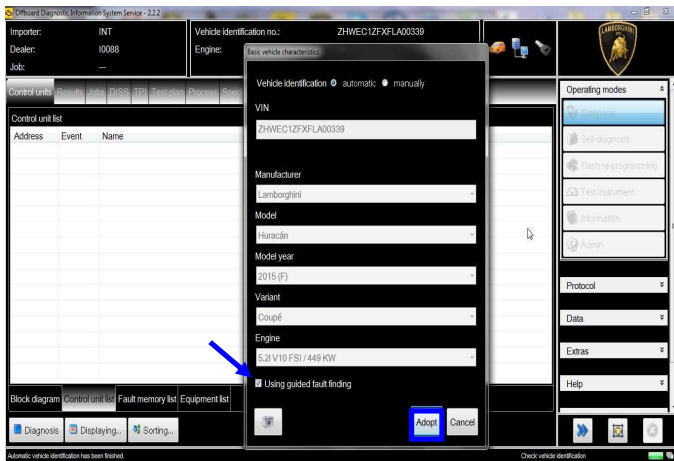 Offboard Diagnostic Information System Service - 2.2.2
Importer: INT
Dealer: I0088
Job: ---
Vehicle identification no.: ZHWEC1ZFXFLA00339
Engine:
LAMBORGHINI
Control units Results Jobs DISS TPI Test plan Process
Control unit list
Address Event Name
Basic vehicle characteristics
Vehicle identification automatic manually
VIN
ZHWEC1ZFXFLA00339
Manufacturer
Lamborghini
Model
Huracán
Model year
2015 (F)
Variant
Coupé
Engine
5.2l V10 FSI / 449 KW
Using guided fault finding
Adopt Cancel
Operating modes
Diagnosis
Self-diagnosis
Flash re-programming
Test instrument
Information
Admin
Protocol
Data
Extras
Help
Block diagram Control unit list Fault memory list Equipment list
Diagnosis Displaying... Sorting...
Automatic vehicle identification has been finished. Check vehicle identification